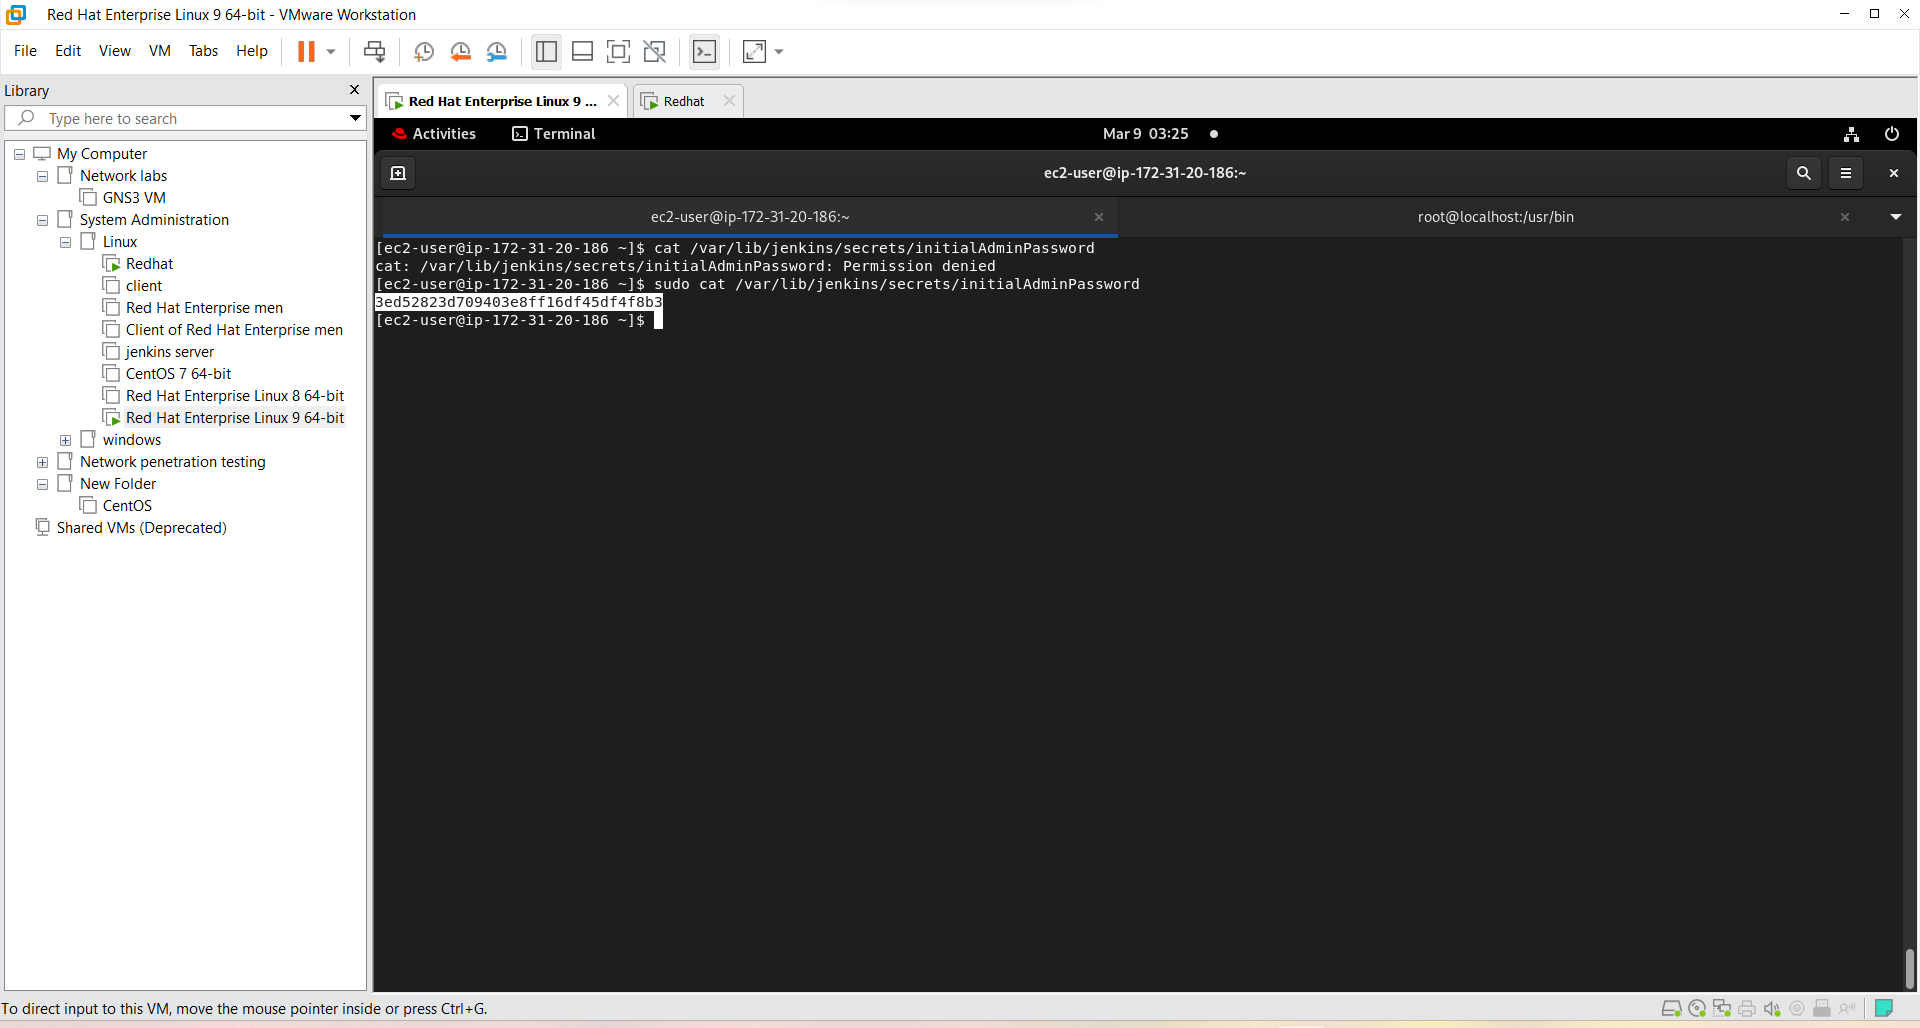 Red Hat Enterprise Linux 9 64-bit - VMware Workstation
File Edit View VM Tabs Help
Library
Type here to search
My Computer
Network labs
GNS3 VM
System Administration
Linux
Redhat
client
Red Hat Enterprise men
Client of Red Hat Enterprise men
jenkins server
CentOS 7 64-bit
Red Hat Enterprise Linux 8 64-bit
Red Hat Enterprise Linux 9 64-bit
windows
Network penetration testing
New Folder
CentOS
Shared VMs (Deprecated)
Red Hat Enterprise Linux 9 ... Redhat
Activities Terminal Mar 9 03:25
ec2-user@ip-172-31-20-186:~
ec2-user@ip-172-31-20-186:~ root@localhost:/usr/bin
[ec2-user@ip-172-31-20-186 ~]$ cat /var/lib/jenkins/secrets/initialAdminPassword
cat: /var/lib/jenkins/secrets/initialAdminPassword: Permission denied
[ec2-user@ip-172-31-20-186 ~]$ sudo cat /var/lib/jenkins/secrets/initialAdminPassword
3ed52823d709403e8ff16df45df4f8b3
[ec2-user@ip-172-31-20-186 ~]$
To direct input to this VM, move the mouse pointer inside or press Ctrl+G.